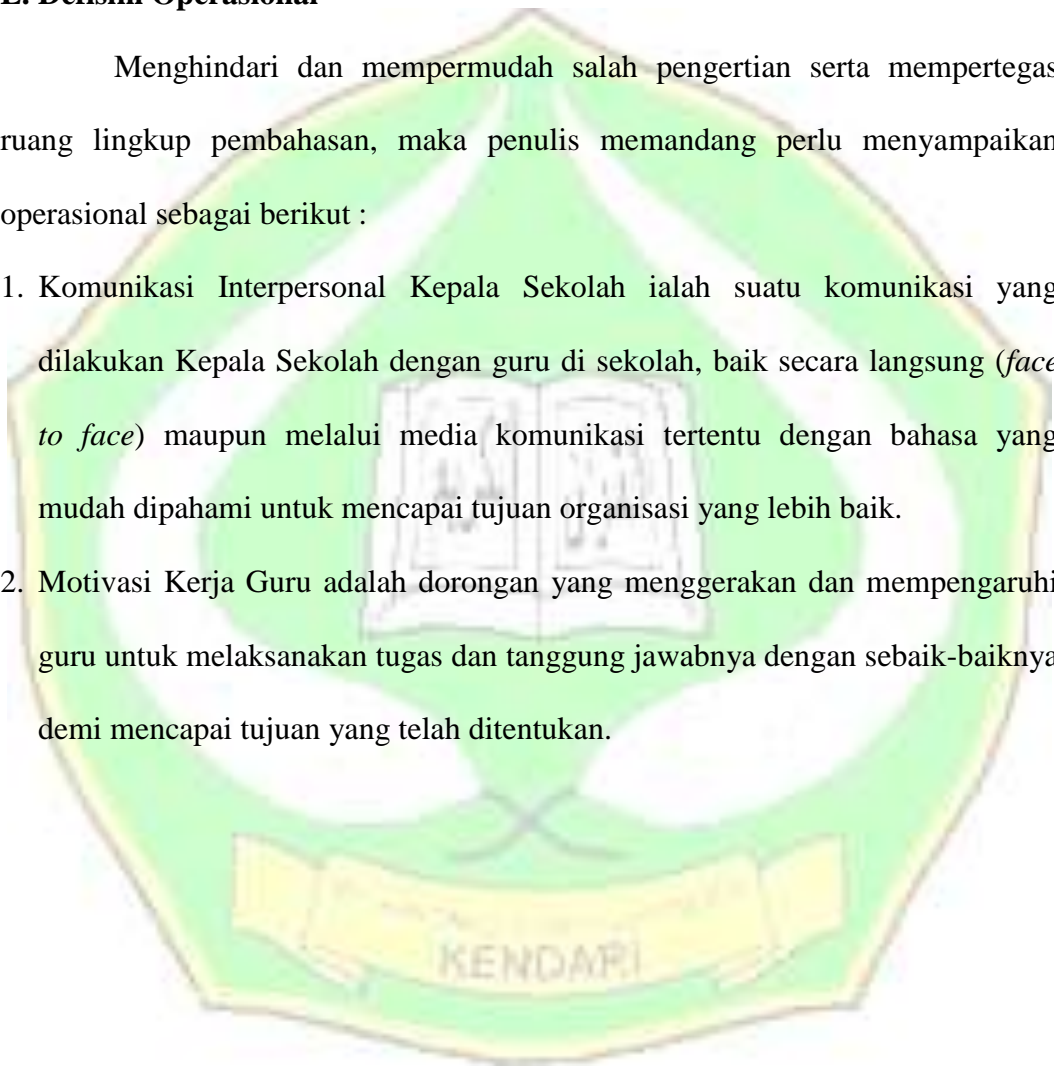 E. Defisini Operasional
Menghindari dan mempermudah salah pengertian serta mempertegas
ruang lingkup pembahasan, maka penulis memandang perlu menyampaikan
operasional sebagai berikut :
1. Komunikasi Interpersonal Kepala Sekolah ialah suatu komunikasi yang
dilakukan Kepala Sekolah dengan guru di sekolah, baik secara langsung (face
to face) maupun melalui media komunikasi tertentu dengan bahasa yang
mudah dipahami untuk mencapai tujuan organisasi yang lebih baik.
2. Motivasi Kerja Guru adalah dorongan yang menggerakan dan mempengaruhi
guru untuk melaksanakan tugas dan tanggung jawabnya dengan sebaik-baiknya
demi mencapai tujuan yang telah ditentukan.
KENDARI